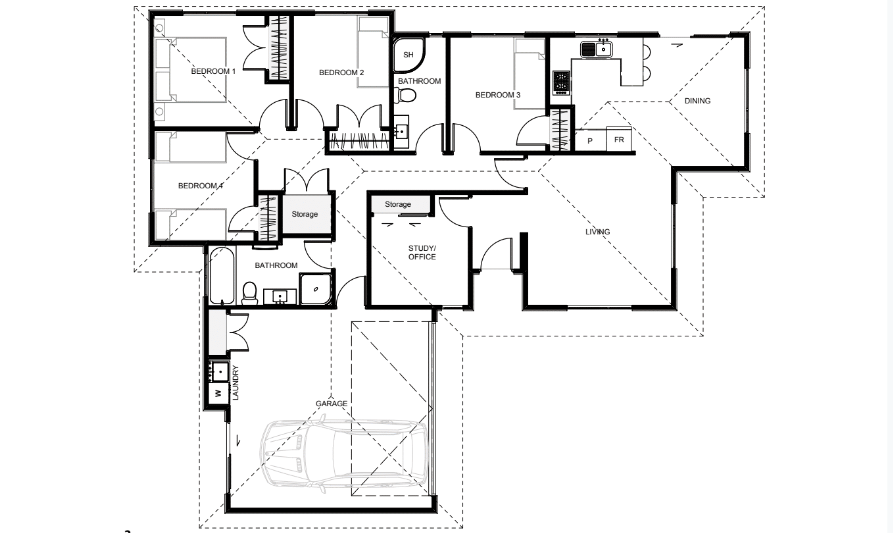 BEDROOM 1
BEDROOM 2
SH
BATHROOM
BEDROOM 3
DINING
P
FR
BEDROOM 4
Storage
Storage
LIVING
STUDY/
OFFICE
BATHROOM
LAUNDRY
W
GARAGE